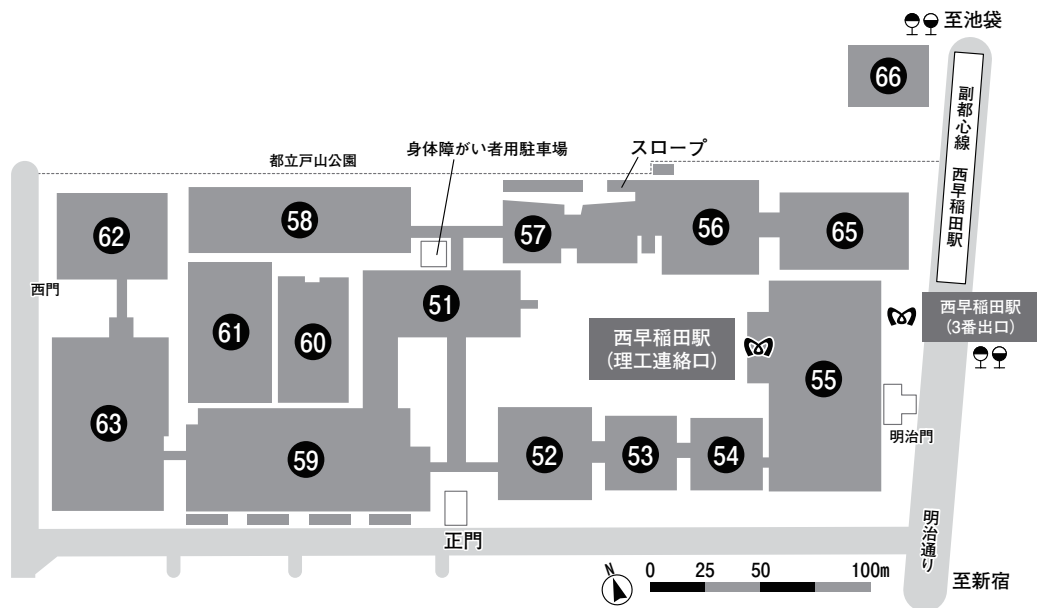 至池袋
66
副都心線 西早稲田駅
都立戸山公園
身体障がい者用駐車場
スロープ
62
58
57
56
65
西門
51
61
60
西早稲田駅
(理工連絡口)
西早稲田駅
(3番出口)
55
63
明治門
59
52
53
54
正門
明治通り
N
0 25 50 100m
至新宿